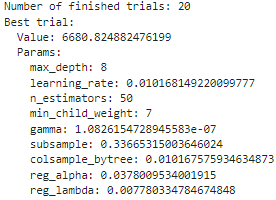 Number of finished trials: 20
Best trial:
Value: 6680.824882476199
Params:
max_depth: 8
learning_rate: 0.010168149220099777
n_estimators: 50
min_child_weight: 7
gamma: 1.0826154728945583e-07
subsample: 0.33665315003646024
colsample_bytree: 0.010167575934634873
reg_alpha: 0.0378009534001915
reg_lambda: 0.007780334784674848